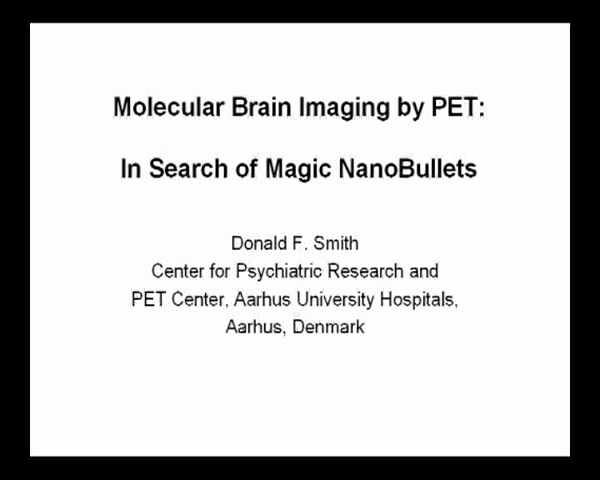 Molecular Brain Imaging by PET:
In Search of Magic NanoBullets
Donald F. Smith
Center for Psychiatric Research and
PET Center, Aarhus University Hospitals,
Aarhus, Denmark